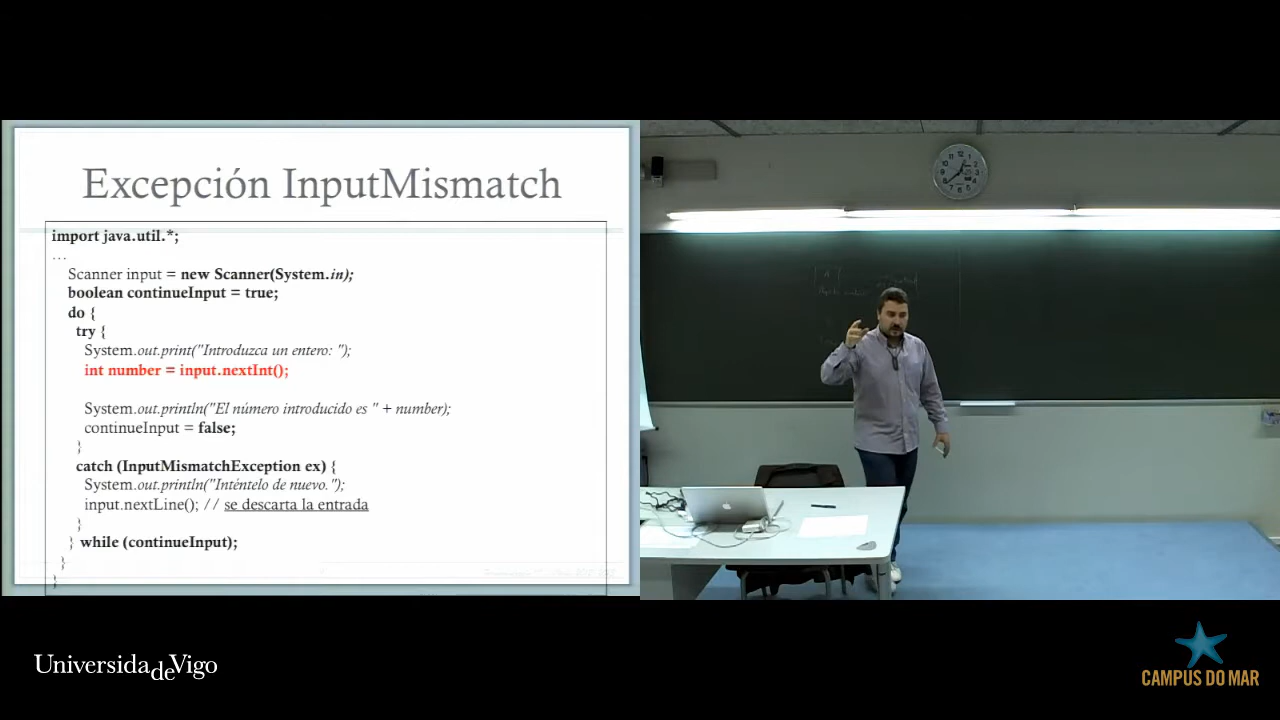 Excepción InputMismatch
import java.util.*;
…
Scanner input = new Scanner(System.in);
boolean continueInput = true;
do {
try {
System.out.print("Introduzca un entero: ");
int number = input.nextInt();
System.out.println("El número introducido es " + number);
continueInput = false;
}
catch (InputMismatchException ex) {
System.out.println("Inténtelo de nuevo.");
input.nextLine(); // se descarta la entrada
}
} while (continueInput);
}
}
UniversidadeVigo
CAMPUS DO MAR